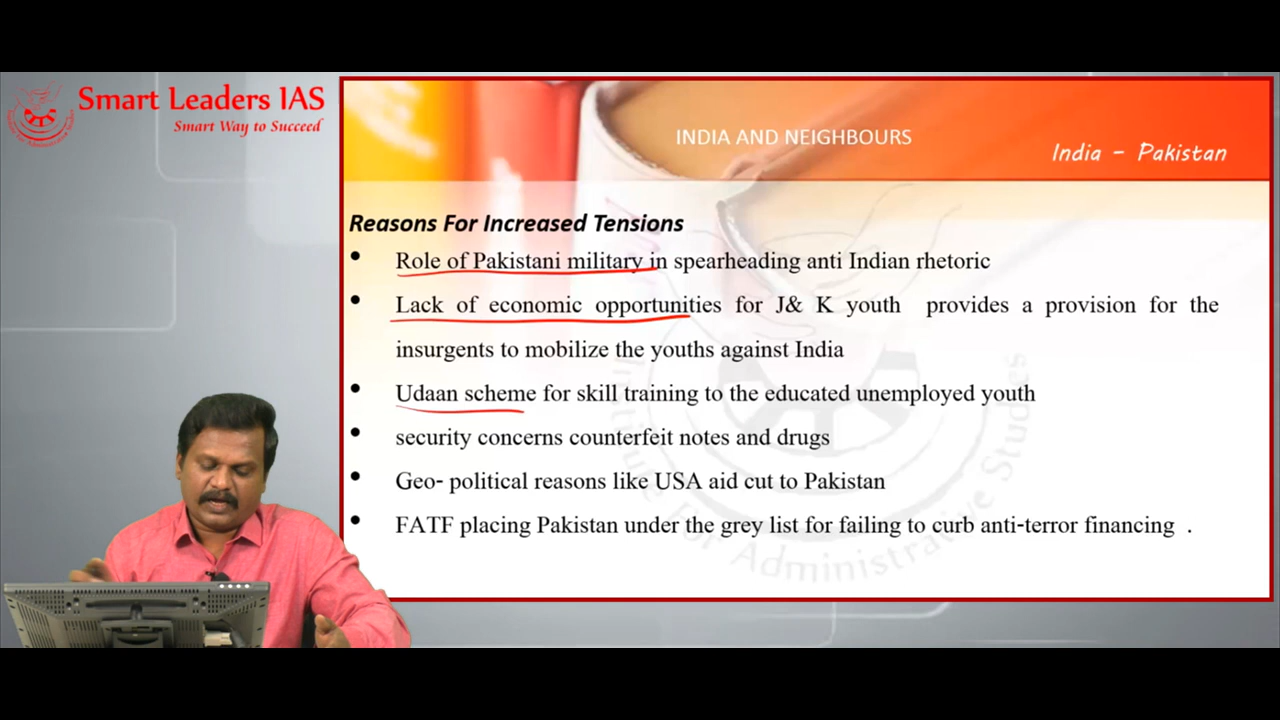 Smart Leaders IAS
Smart Way to Succeed
INDIA AND NEIGHBOURS
India – Pakistan
Reasons For Increased Tensions
• Role of Pakistani military in spearheading anti Indian rhetoric
• Lack of economic opportunities for J& K youth provides a provision for the
insurgents to mobilize the youths against India
• Udaan scheme for skill training to the educated unemployed youth
• security concerns counterfeit notes and drugs
• Geo- political reasons like USA aid cut to Pakistan
• FATF placing Pakistan under the grey list for failing to curb anti-terror financing .
For Administrative Studies